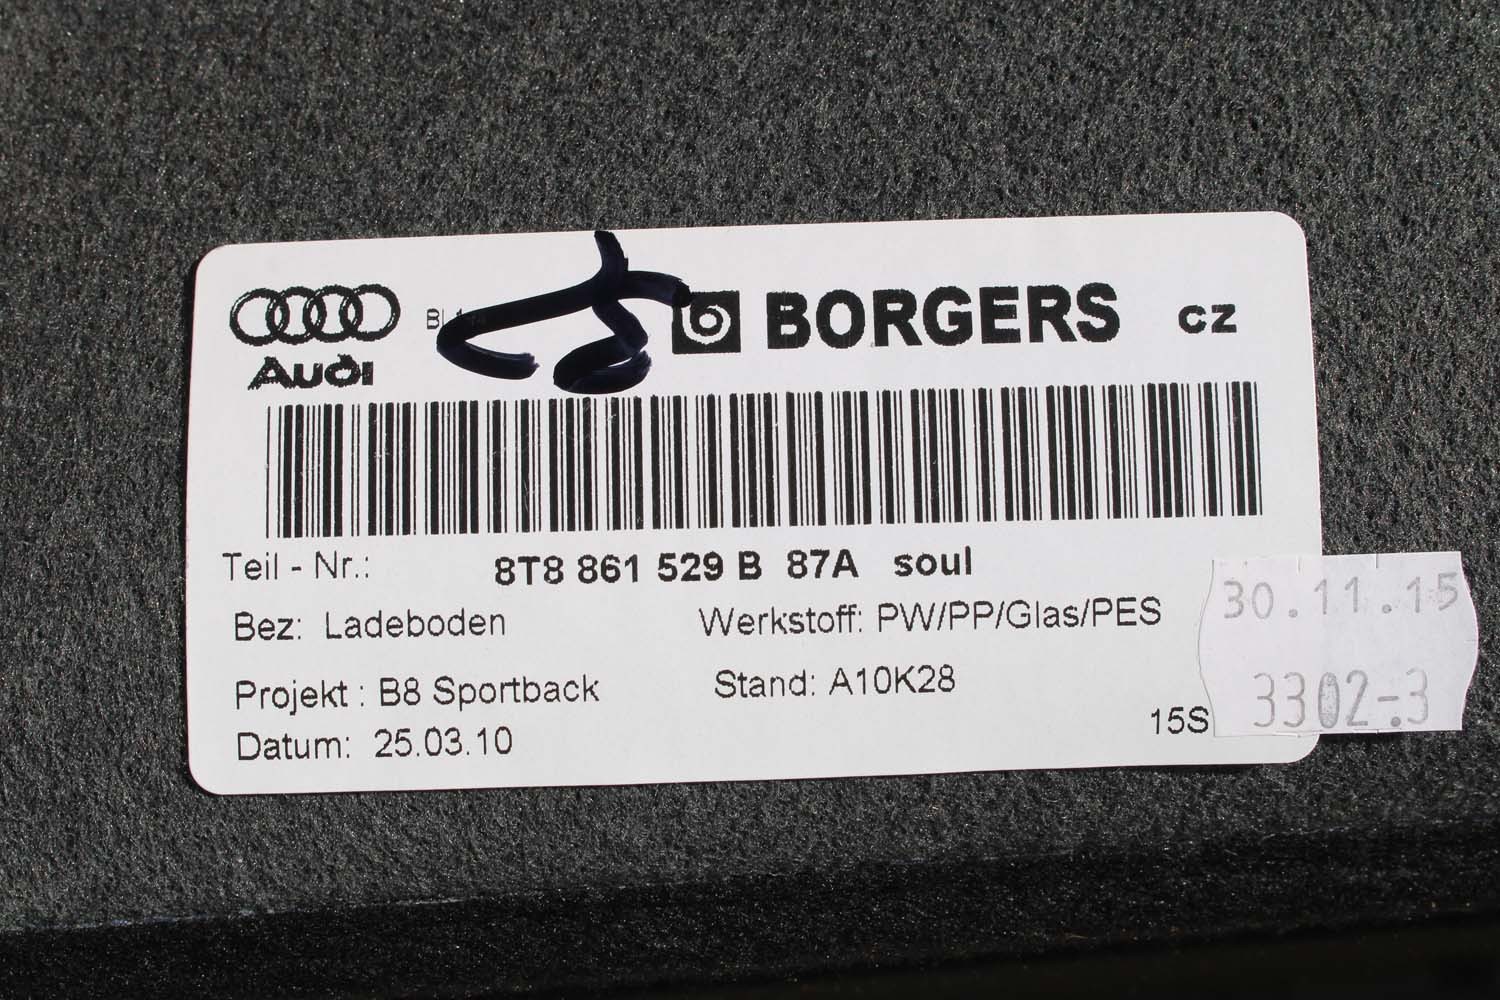 Audi BORGERS cz
Teil - Nr.: 8T8 861 529 B 87A soul
Bez: Ladeboden Werkstoff: PW/PP/Glas/PES
Projekt : B8 Sportback Stand: A10K28
Datum: 25.03.10
15S
30.11.15
3302-3